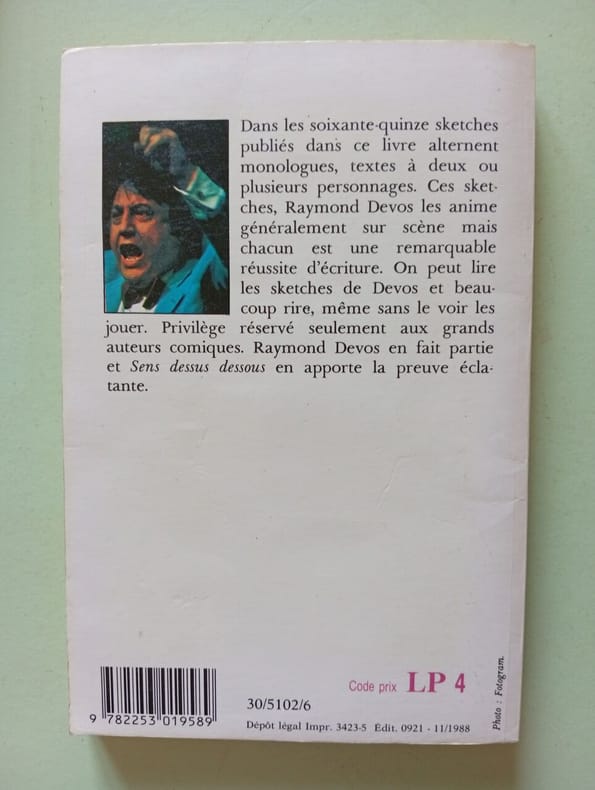 Dans les soixante-quinze sketches
publiés dans ce livre alternent
monologues, textes à deux ou
plusieurs personnages. Ces sket-
ches, Raymond Devos les anime
généralement sur scène mais
chacun est une remarquable
réussite d'écriture. On peut lire
les sketches de Devos et beau-
coup rire, même sans le voir les
jouer. Privilège réservé seulement aux grands
auteurs comiques. Raymond Devos en fait partie
et Sens dessus dessous en apporte la preuve écla-
tante.
Code prix LP 4
30/5102/6
9 782253 019589
Dépôt légal Impr. 3423-5 Édit. 0921 - 11/1988
Photo : Fotogram.